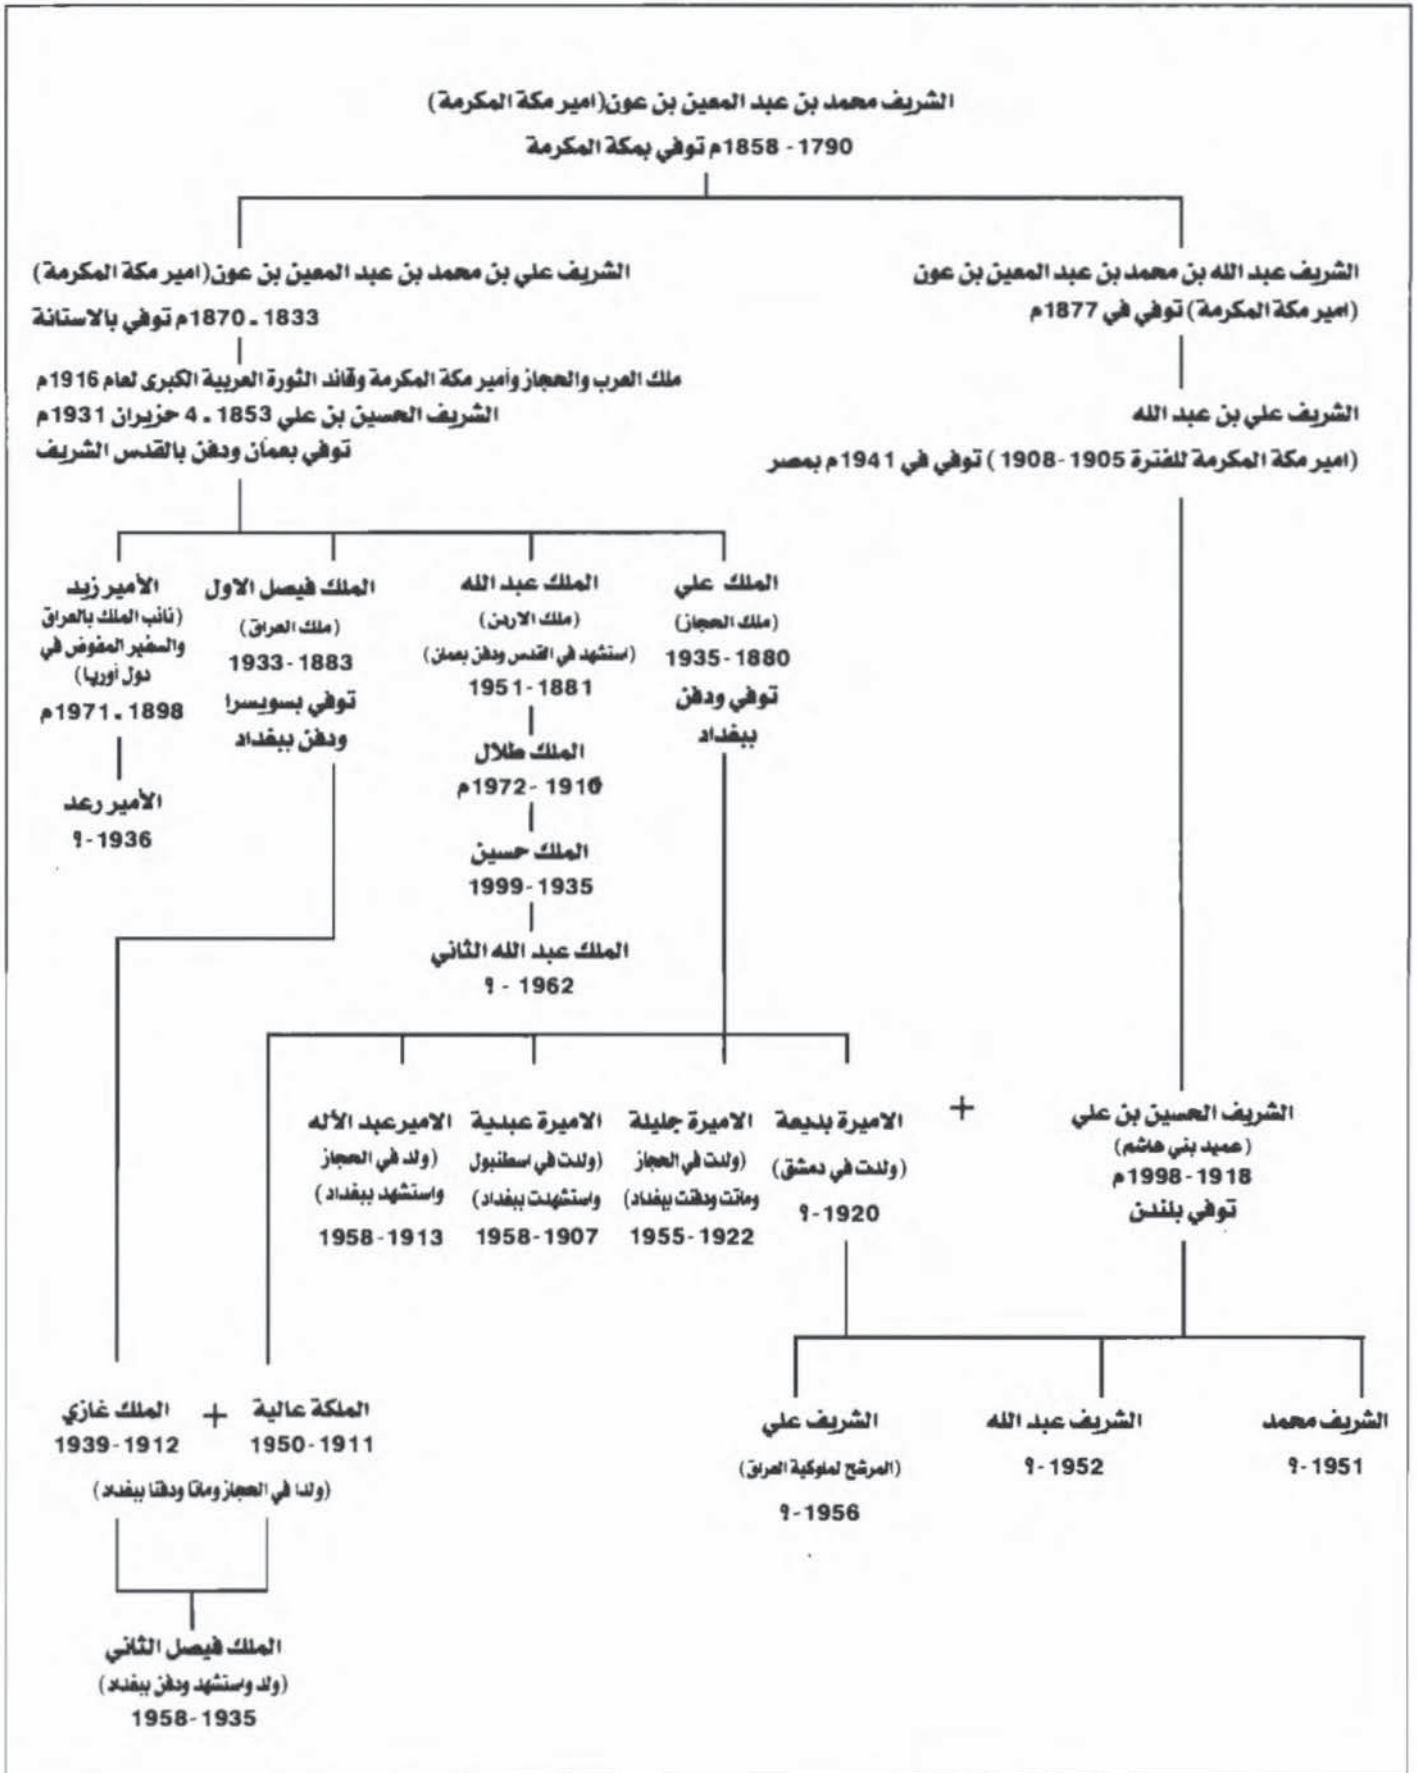 الشريف محمد بن عبد المعين بن عون (امير مكة المكرمة)
1790 - 1858م توفي بمكة المكرمة
الشريف عبد الله بن محمد بن عبد المعين بن عون
(امير مكة المكرمة) توفي في 1877م
الشريف علي بن عبد الله
(امير مكة المكرمة للفترة 1905-1908) توفي في 1941م بمصر
الشريف علي بن محمد بن عبد المعين بن عون (امير مكة المكرمة)
1833 - 1870م توفي بالاستانة
ملك العرب والحجاز وأمير مكة المكرمة وقائد الثورة العربية الكبرى لعام 1916م
الشريف الحسين بن علي 1853 - 4 حزيران 1931م
توفي بعمان ودفن بالقدس الشريف
الملك علي
(ملك الحجاز)
1880-1935
توفي ودفن
ببغداد
الملك عبد الله
(ملك الاردن)
(استشهد في القدس ودفن بعمان)
1881-1951
الملك طلال
1910 - 1972م
الملك حسين
1935-1999
الملك عبد الله الثاني
1962 - ؟
الملك فيصل الاول
(ملك العراق)
1883-1933
توفي بسويسرا
ودفن ببغداد
الأمير زيد
(نائب الملك بالعراق
والسفير المفوض في
دول أوربا)
1898 - 1971م
الأمير رعد
1936-؟
الشريف الحسين بن علي
(عميد بني هاشم)
1918-1998م
توفي بلندن
+
الاميرة بديعة
(ولدت في دمشق)
1920-؟
الاميرة جليلة
(ولدت في الحجاز
وماتت ودفنت ببغداد)
1922-1955
الاميرة عبدية
(ولدت في اسطنبول
واستشهدت ببغداد)
1907-1958
الامير عبد الأله
(ولد في الحجاز
واستشهد ببغداد)
1913-1958
الشريف محمد
1951-؟
الشريف عبد الله
1952-؟
الشريف علي
(المرشح لملوكية العراق)
1956-؟
الملكة عالية + الملك غازي
1911-1950 1912-1939
(ولدا في الحجاز وماتا ودفنا ببغداد)
الملك فيصل الثاني
(ولد واستشهد ودفن ببغداد)
1935-1958